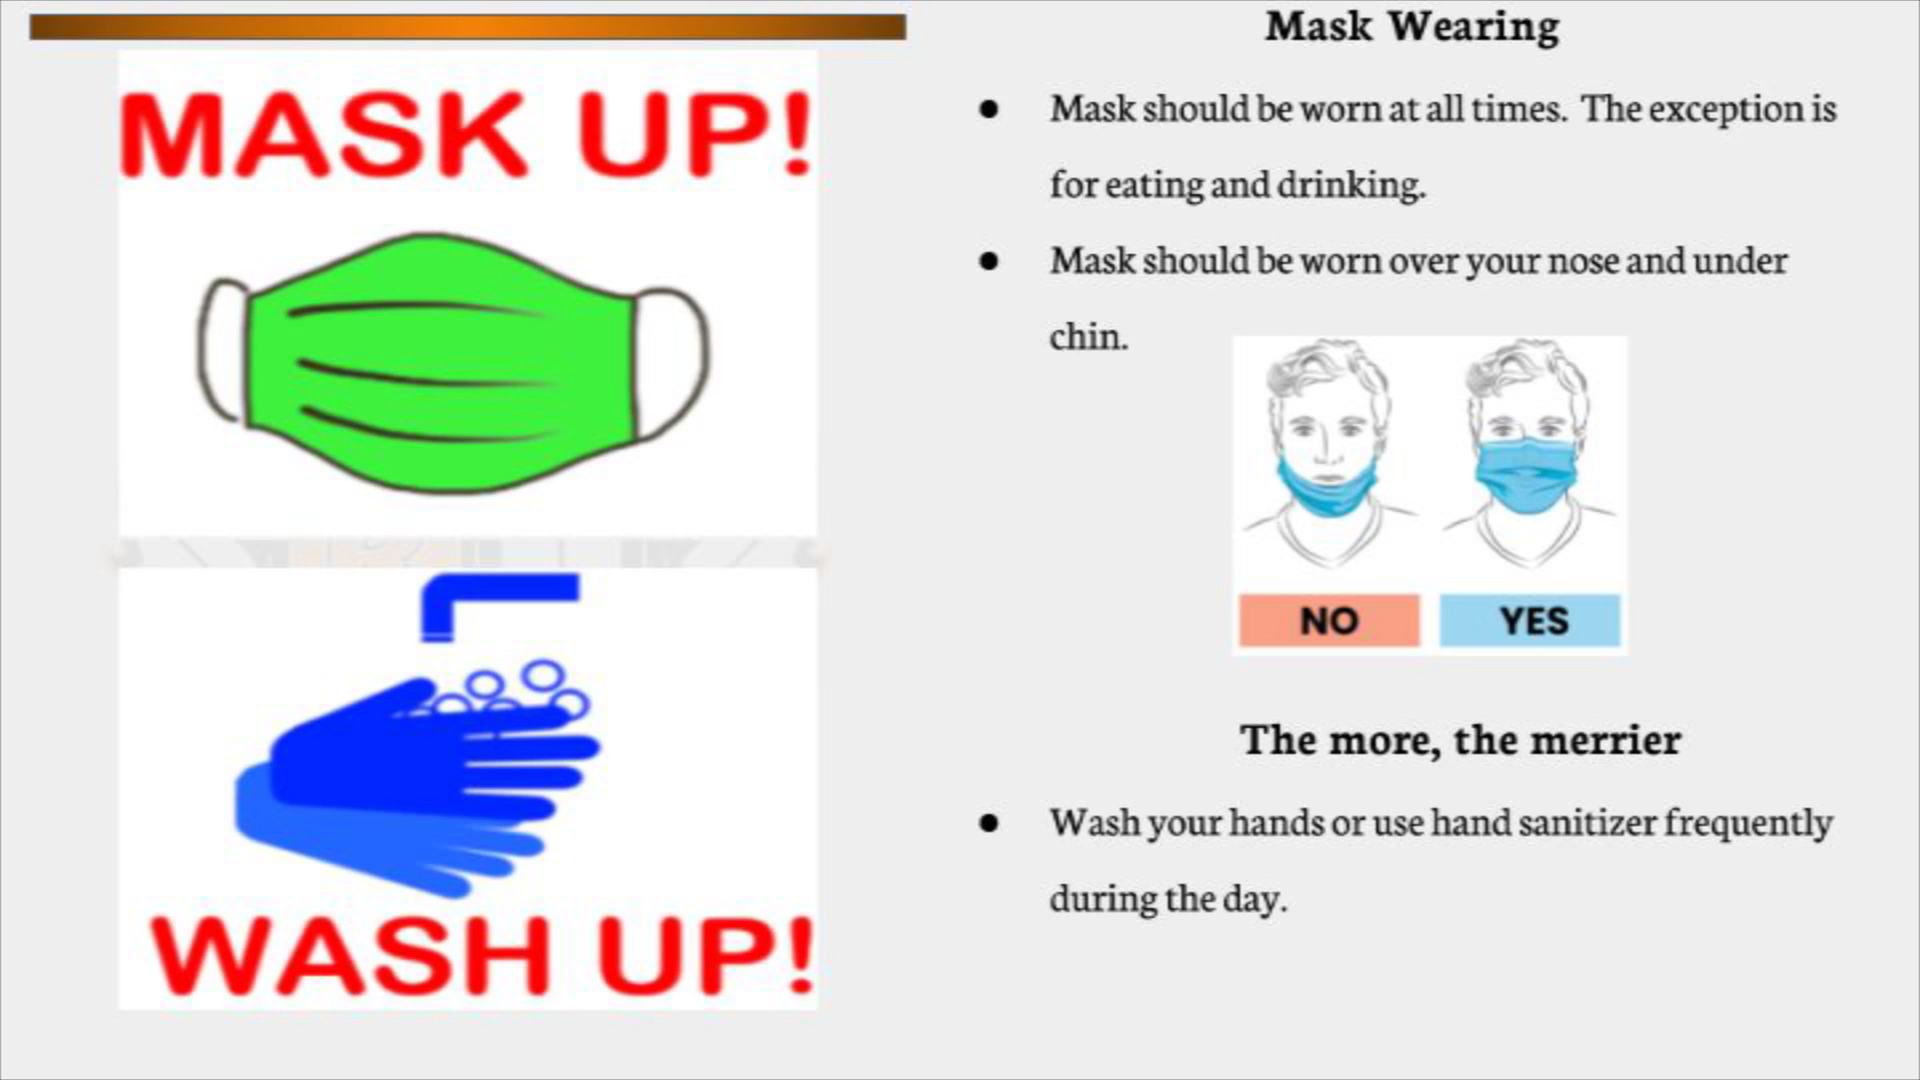 MASK UP!
WASH UP!
Mask Wearing
● Mask should be worn at all times. The exception is
for eating and drinking.
● Mask should be worn over your nose and under
chin.
NO YES
The more, the merrier
● Wash your hands or use hand sanitizer frequently
during the day.